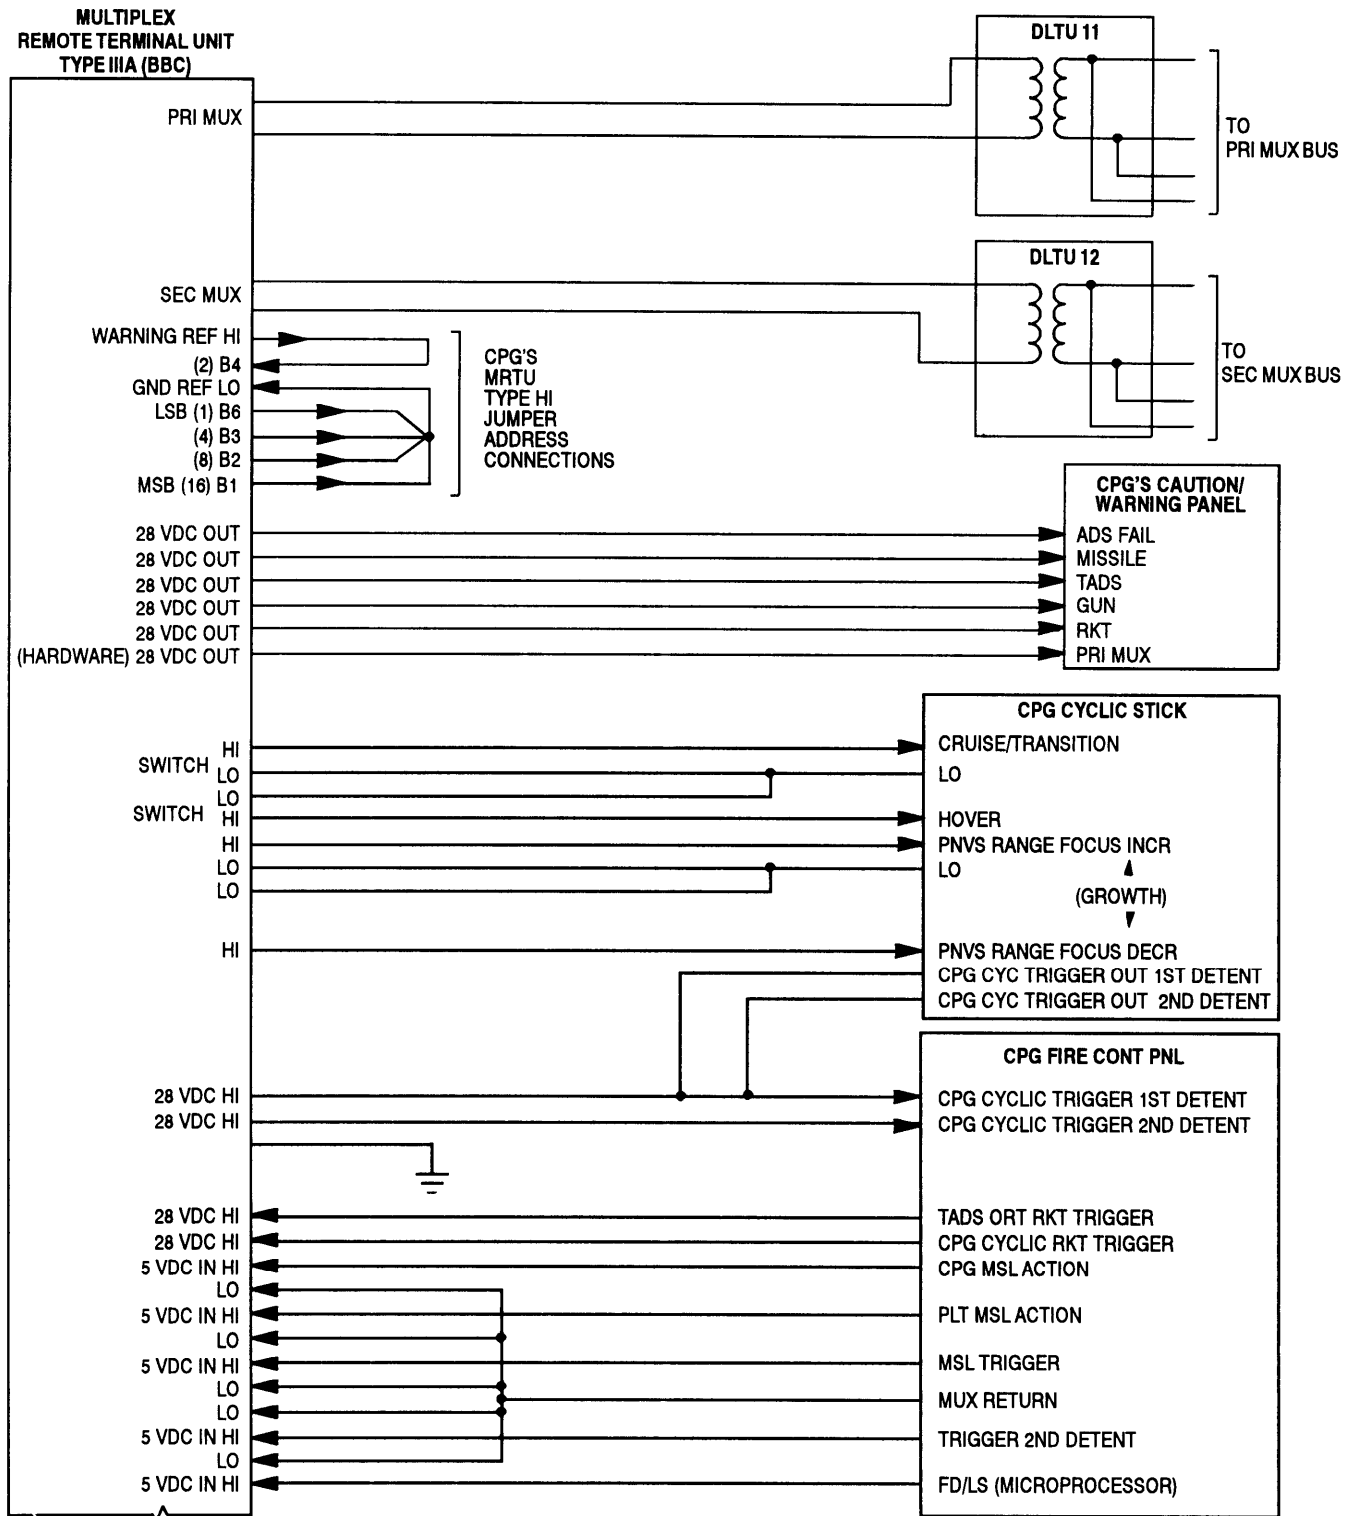 MULTIPLEX
REMOTE TERMINAL UNIT
TYPE IIIA (BBC)
PRI MUX
SEC MUX
WARNING REF HI
(2) B4
GND REF LO
LSB (1) B6
(4) B3
(8) B2
MSB (16) B1
CPG'S
MRTU
TYPE HI
JUMPER
ADDRESS
CONNECTIONS
DLTU 11
TO
PRI MUX BUS
DLTU 12
TO
SEC MUX BUS
28 VDC OUT
28 VDC OUT
28 VDC OUT
28 VDC OUT
28 VDC OUT
(HARDWARE) 28 VDC OUT
CPG'S CAUTION/
WARNING PANEL
ADS FAIL
MISSILE
TADS
GUN
RKT
PRI MUX
SWITCH
HI
LO
LO
SWITCH
HI
HI
LO
LO
HI
CPG CYCLIC STICK
CRUISE/TRANSITION
LO
HOVER
PNVS RANGE FOCUS INCR
LO
(GROWTH)
PNVS RANGE FOCUS DECR
CPG CYC TRIGGER OUT 1ST DETENT
CPG CYC TRIGGER OUT 2ND DETENT
28 VDC HI
28 VDC HI
28 VDC HI
28 VDC HI
5 VDC IN HI
LO
5 VDC IN HI
LO
5 VDC IN HI
LO
LO
5 VDC IN HI
LO
5 VDC IN HI
CPG FIRE CONT PNL
CPG CYCLIC TRIGGER 1ST DETENT
CPG CYCLIC TRIGGER 2ND DETENT
TADS ORT RKT TRIGGER
CPG CYCLIC RKT TRIGGER
CPG MSL ACTION
PLT MSL ACTION
MSL TRIGGER
MUX RETURN
TRIGGER 2ND DETENT
FD/LS (MICROPROCESSOR)